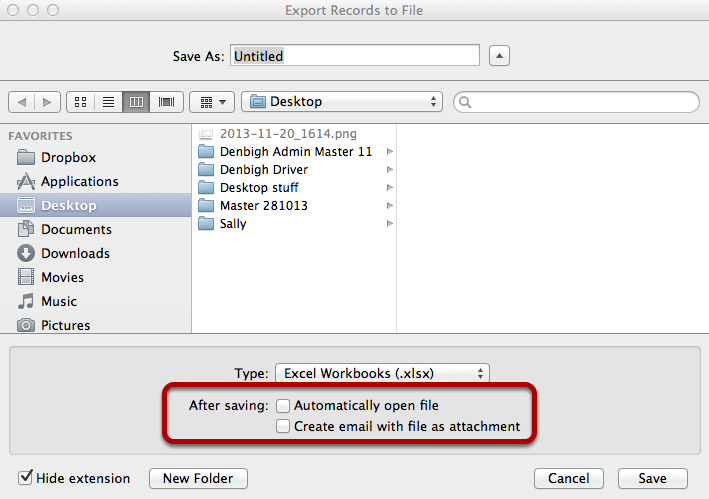 Export Records to File
Save As: Untitled
Desktop
FAVORITES
Dropbox
Applications
Desktop
Documents
Downloads
Movies
Music
Pictures
2013-11-20_1614.png
Denbigh Admin Master 11
Denbigh Driver
Desktop stuff
Master 281013
Sally
Type: Excel Workbooks (.xlsx)
After saving: Automatically open file
Create email with file as attachment
Hide extension New Folder Cancel Save